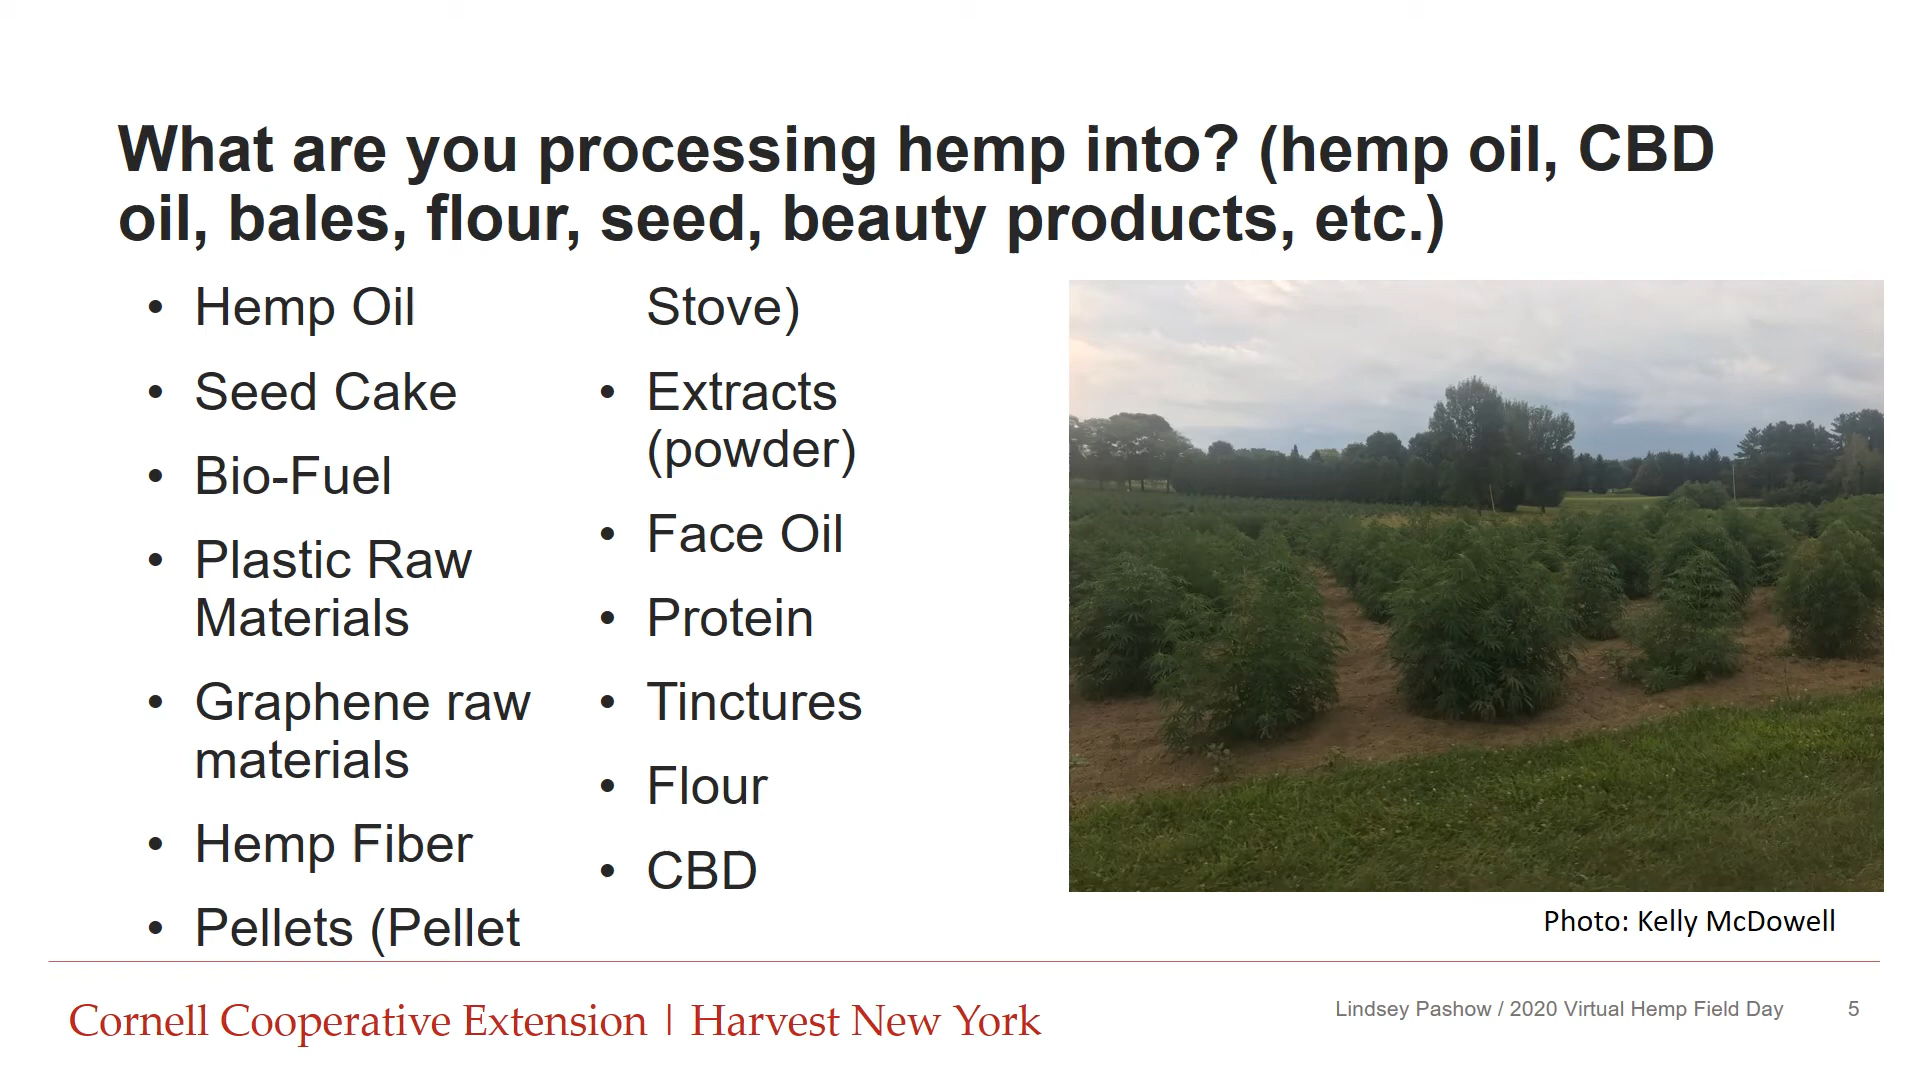 What are you processing hemp into? (hemp oil, CBD
oil, bales, flour, seed, beauty products, etc.)
• Hemp Oil
• Seed Cake
• Bio-Fuel
• Plastic Raw
Materials
• Graphene raw
materials
• Hemp Fiber
• Pellets (Pellet
Stove)
• Extracts
(powder)
• Face Oil
• Protein
• Tinctures
• Flour
• CBD
Photo: Kelly McDowell
Cornell Cooperative Extension | Harvest New York
Lindsey Pashow / 2020 Virtual Hemp Field Day 5